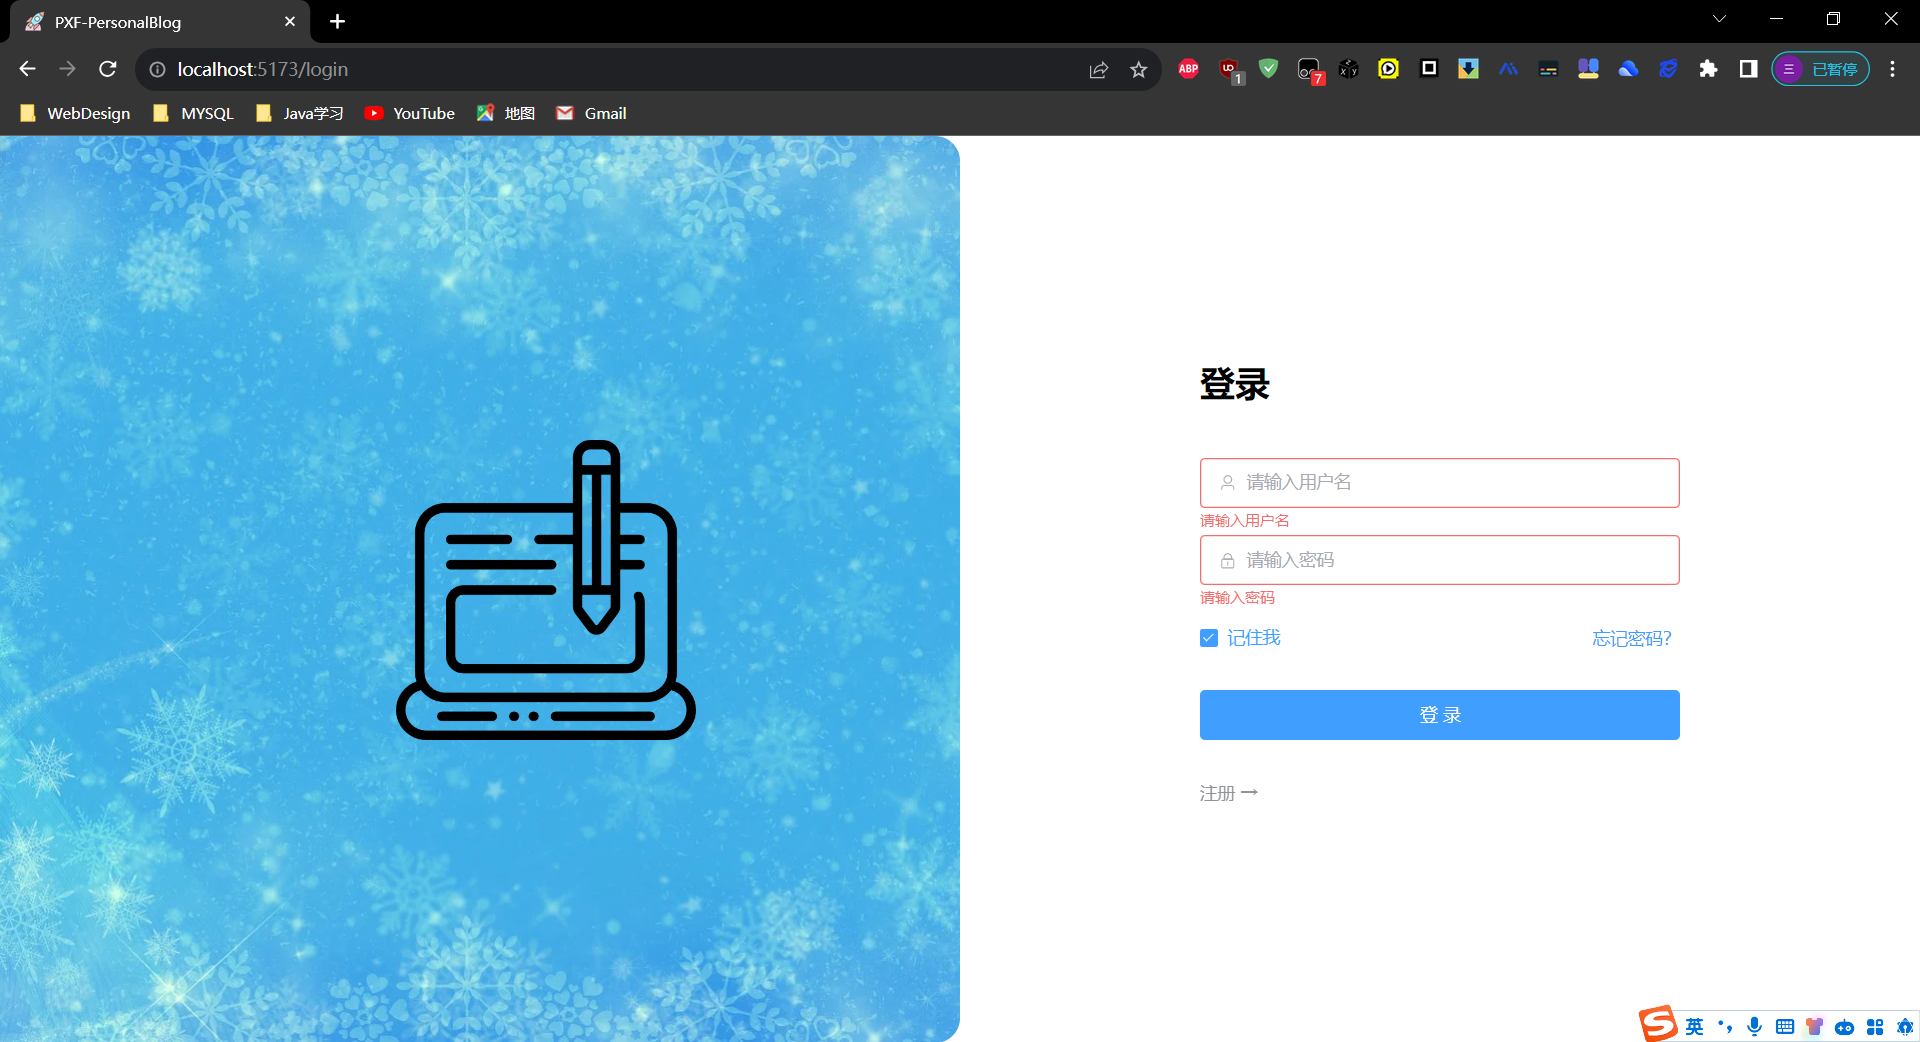 PXF-PersonalBlog
localhost:5173/login
ABP
UO
1
7
X Y
三
已暂停
WebDesign
MYSQL
Java学习
YouTube
地图
Gmail
登录
请输入用户名
请输入用户名
请输入密码
请输入密码
记住我
忘记密码?
登 录
注册 →
S 英